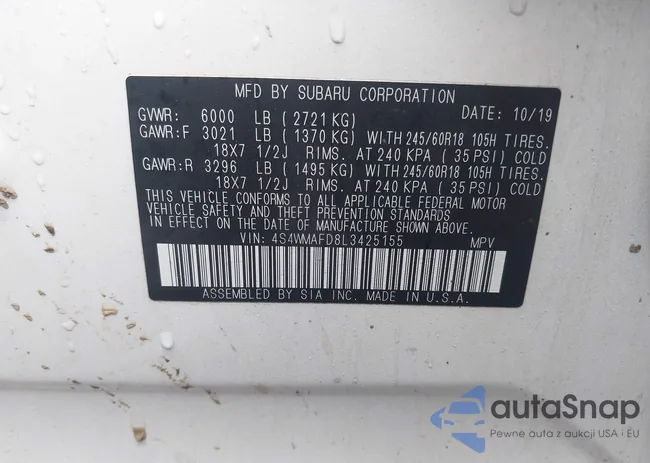 MFD BY SUBARU CORPORATION
GVWR: 6000 LB (2721 KG) DATE: 10/19
GAWR:F 3021 LB (1370 KG) WITH 245/60R18 105H TIRES.
18X7 1/2J RIMS. AT 240 KPA (35 PSI) COLD
GAWR:R 3296 LB (1495 KG) WITH 245/60R18 105H TIRES.
18X7 1/2J RIMS. AT 240 KPA (35 PSI) COLD
THIS VEHICLE CONFORMS TO ALL APPLICABLE FEDERAL MOTOR
VEHICLE SAFETY AND THEFT PREVENTION STANDARDS
IN EFFECT ON THE DATE OF MANUFACTURE SHOWN ABOVE.
VIN: 4S4WMAFD8L3425155 MPV
ASSEMBLED BY SIA INC. MADE IN U.S.A.
autaSnap
Pewne auta z aukcji USA i EU